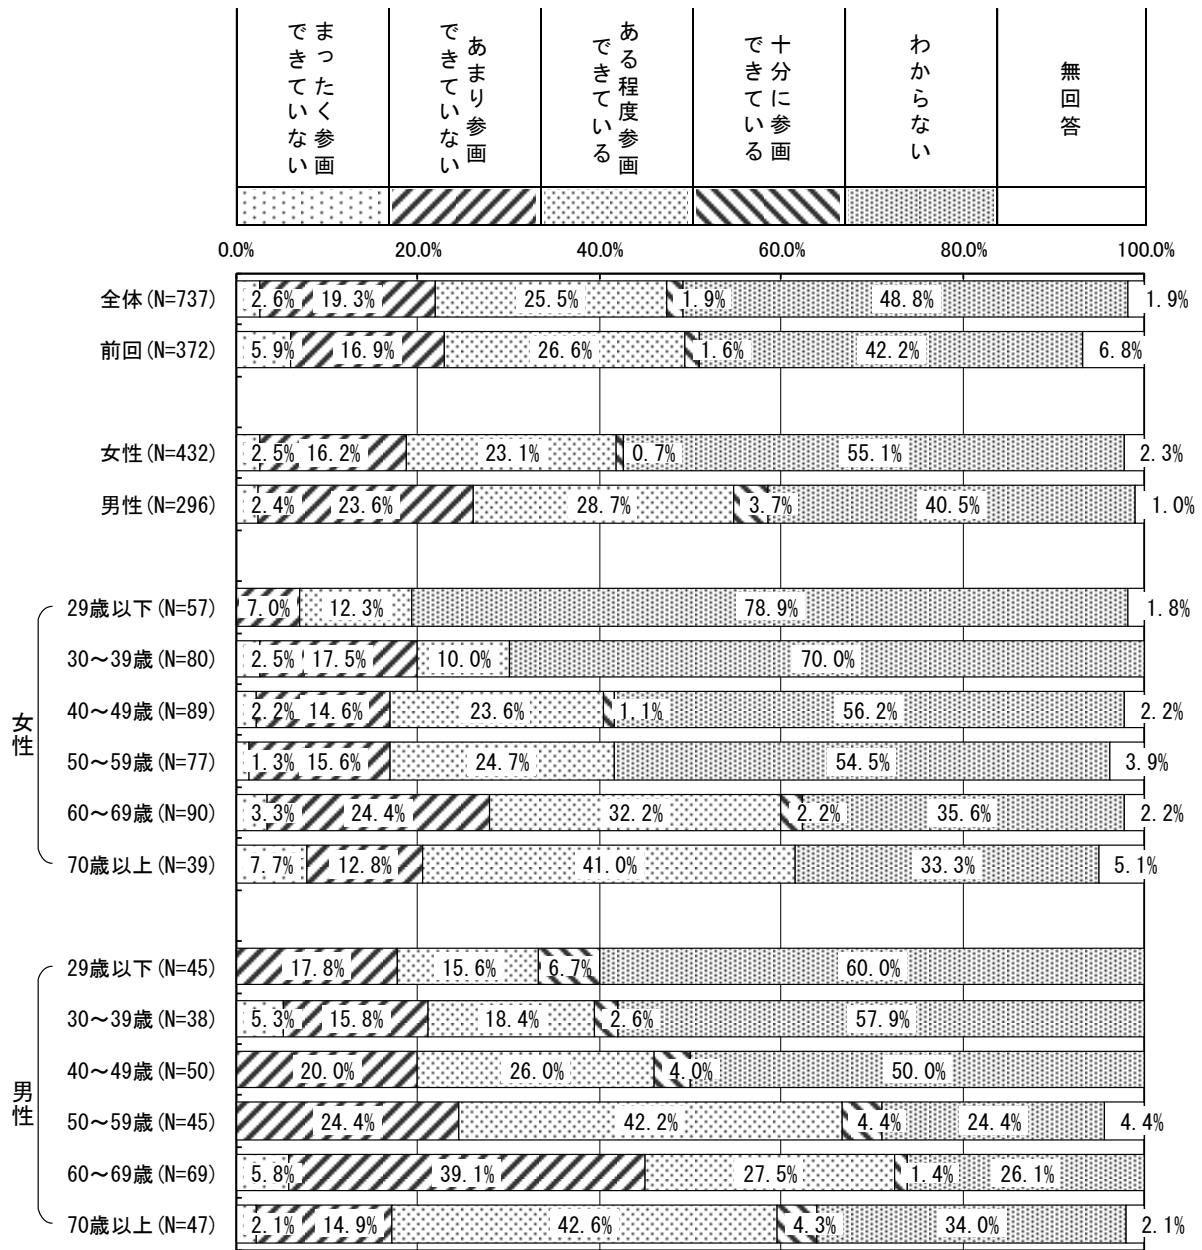 まったく参画
できていない
あまり参画
できていない
ある程度参画
できている
十分に参画
できている
わからない
無回答
0.0% 20.0% 40.0% 60.0% 80.0% 100.0%
全体(N=737) 2.6% 19.3% 25.5% 1.9% 48.8% 1.9%
前回(N=372) 5.9% 16.9% 26.6% 1.6% 42.2% 6.8%
女性(N=432) 2.5% 16.2% 23.1% 0.7% 55.1% 2.3%
男性(N=296) 2.4% 23.6% 28.7% 3.7% 40.5% 1.0%
女性
29歳以下(N=57) 7.0% 12.3% 78.9% 1.8%
30～39歳(N=80) 2.5% 17.5% 10.0% 70.0%
40～49歳(N=89) 2.2% 14.6% 23.6% 1.1% 56.2% 2.2%
50～59歳(N=77) 1.3% 15.6% 24.7% 54.5% 3.9%
60～69歳(N=90) 3.3% 24.4% 32.2% 2.2% 35.6% 2.2%
70歳以上(N=39) 7.7% 12.8% 41.0% 33.3% 5.1%
男性
29歳以下(N=45) 17.8% 15.6% 6.7% 60.0%
30～39歳(N=38) 5.3% 15.8% 18.4% 2.6% 57.9%
40～49歳(N=50) 20.0% 26.0% 4.0% 50.0%
50～59歳(N=45) 24.4% 42.2% 4.4% 24.4% 4.4%
60～69歳(N=69) 5.8% 39.1% 27.5% 1.4% 26.1%
70歳以上(N=47) 2.1% 14.9% 42.6% 4.3% 34.0% 2.1%